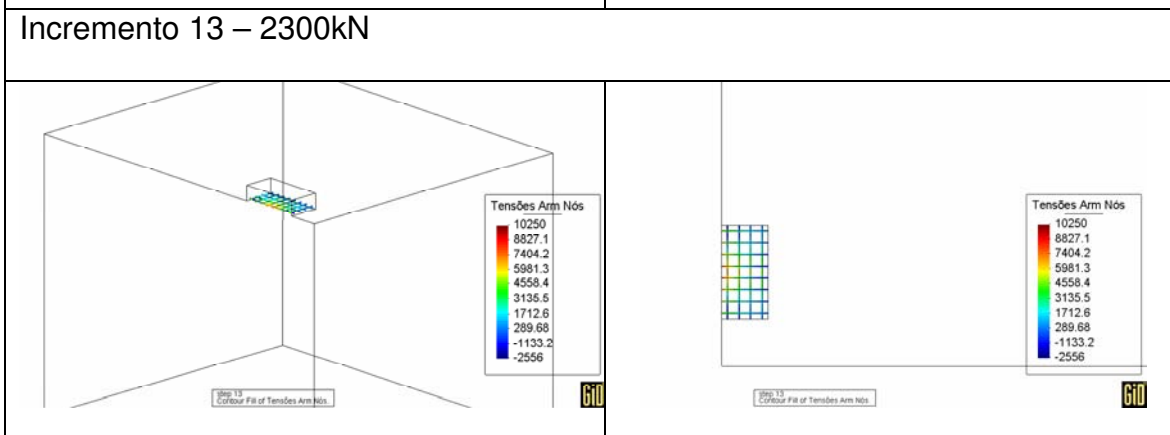 Incremento 13 – 2300kN
Tensões Arm Nós
10250
8827.1
7404.2
5981.3
4558.4
3135.5
1712.6
289.68
-1133.2
-2556
step 13
Contour Fill of Tensões Arm Nós.
GiD
Tensões Arm Nós
10250
8827.1
7404.2
5981.3
4558.4
3135.5
1712.6
289.68
-1133.2
-2556
step 13
Contour Fill of Tensões Arm Nós.
GiD